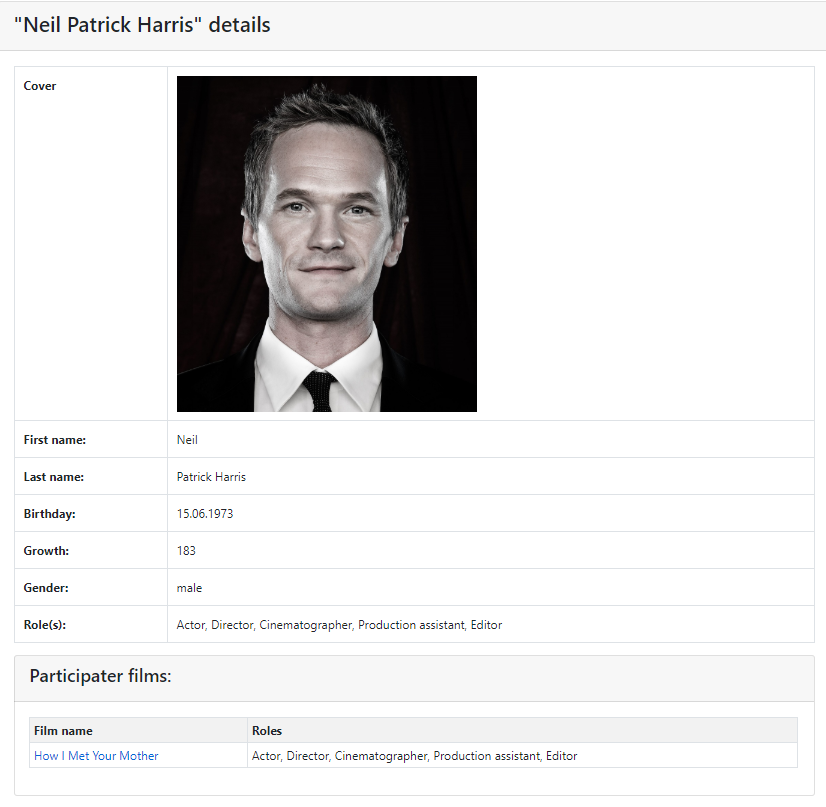 "Neil Patrick Harris" details
Cover
First name: Neil
Last name: Patrick Harris
Birthday: 15.06.1973
Growth: 183
Gender: male
Role(s): Actor, Director, Cinematographer, Production assistant, Editor
Participater films:
Film name Roles
How I Met Your Mother Actor, Director, Cinematographer, Production assistant, Editor